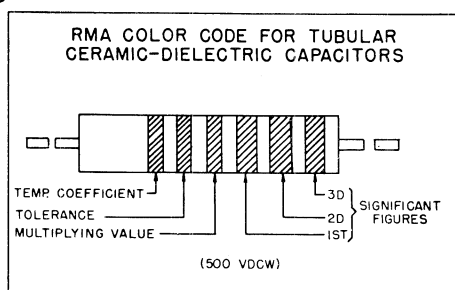 RMA COLOR CODE FOR TUBULAR
CERAMIC-DIELECTRIC CAPACITORS
TEMP. COEFFICIENT
TOLERANCE
MULTIPLYING VALUE
3D
2D
1ST
SIGNIFICANT
FIGURES
(500 VDCW)